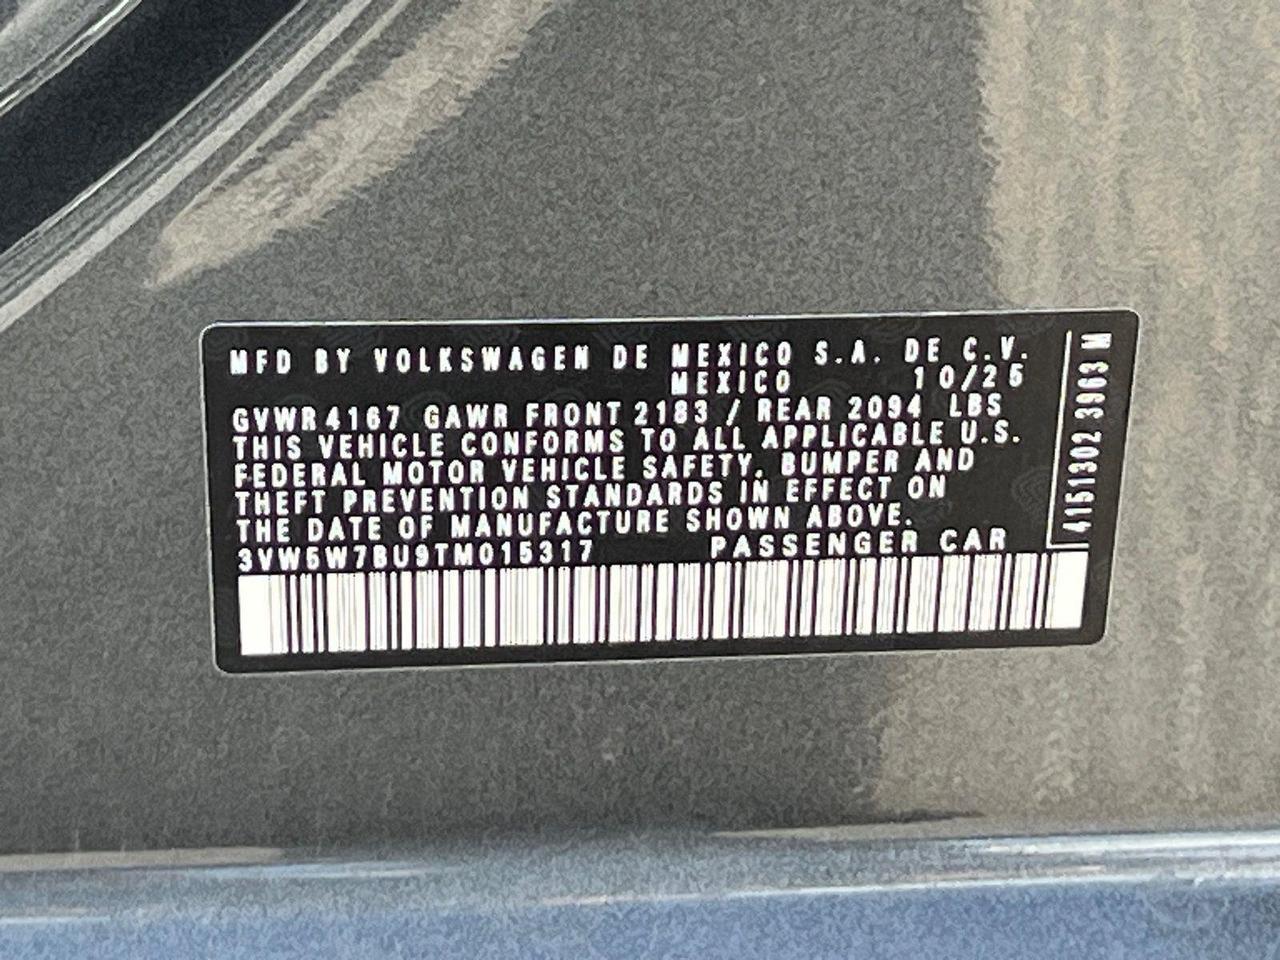 MFD BY VOLKSWAGEN DE MEXICO S.A. DE C.V.
MEXICO 10/25
GVWR 4167 GAWR FRONT 2183 / REAR 2094 LBS
THIS VEHICLE CONFORMS TO ALL APPLICABLE U.S.
FEDERAL MOTOR VEHICLE SAFETY, BUMPER AND
THEFT PREVENTION STANDARDS IN EFFECT ON
THE DATE OF MANUFACTURE SHOWN ABOVE.
3VW5W7BU9TM015317 PASSENGER CAR
4151302 3963 M